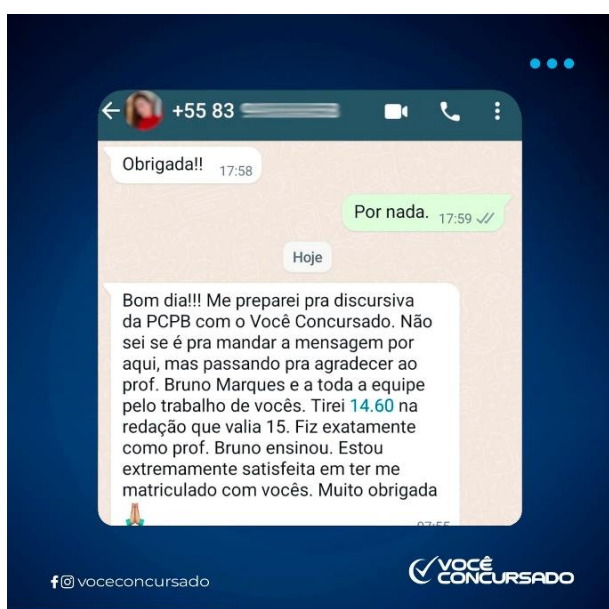 +55 83
Obrigada!! 17:58
Por nada. 17:59
Hoje
Bom dia!!! Me preparei pra discursiva
da PCPB com o Você Concursado. Não
sei se é pra mandar a mensagem por
aqui, mas passando pra agradecer ao
prof. Bruno Marques e a toda a equipe
pelo trabalho de vocês. Tirei 14.60 na
redação que valia 15. Fiz exatamente
como prof. Bruno ensinou. Estou
extremamente satisfeita em ter me
matriculado com vocês. Muito obrigada
voceconcursado
VOCÊ
CONCURSADO